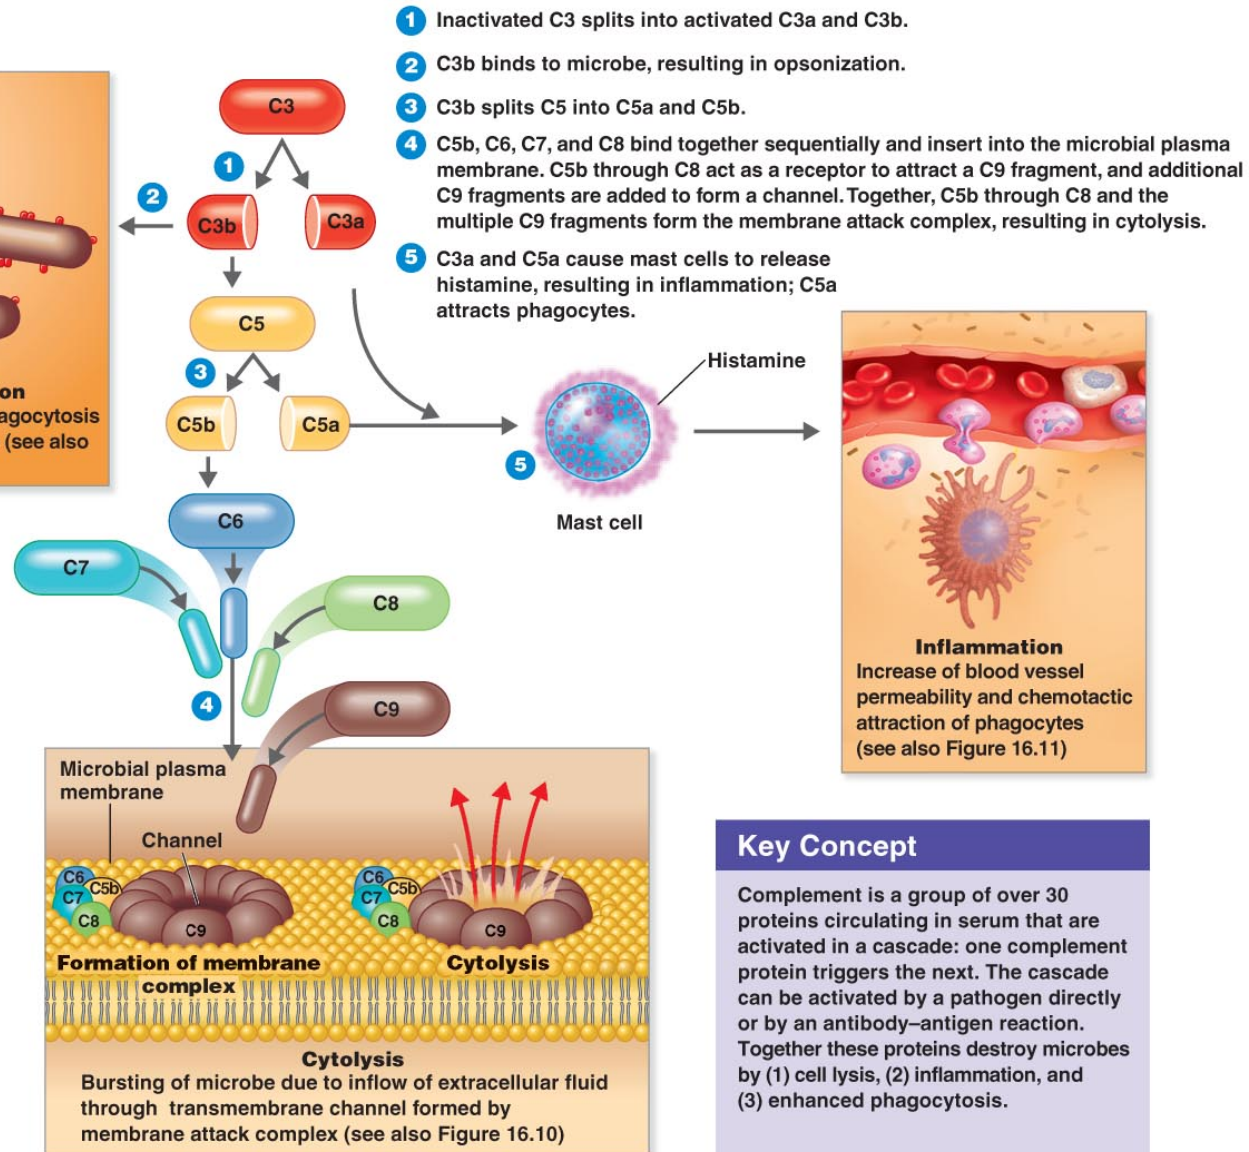 1 Inactivated C3 splits into activated C3a and C3b.
2 C3b binds to microbe, resulting in opsonization.
3 C3b splits C5 into C5a and C5b.
4 C5b, C6, C7, and C8 bind together sequentially and insert into the microbial plasma
membrane. C5b through C8 act as a receptor to attract a C9 fragment, and additional
C9 fragments are added to form a channel. Together, C5b through C8 and the
multiple C9 fragments form the membrane attack complex, resulting in cytolysis.
5 C3a and C5a cause mast cells to release
histamine, resulting in inflammation; C5a
attracts phagocytes.
C3
1
2
C3b
C3a
C5
3
C5b
C5a
on
agocytosis
(see also
Histamine
5
Mast cell
C6
C7
C8
4
C9
Inflammation
Increase of blood vessel
permeability and chemotactic
attraction of phagocytes
(see also Figure 16.11)
Microbial plasma
membrane
Channel
C6
C5b
C7
C8
C9
C6
C5b
C7
C8
C9
Formation of membrane
complex
Cytolysis
Cytolysis
Bursting of microbe due to inflow of extracellular fluid
through transmembrane channel formed by
membrane attack complex (see also Figure 16.10)
Key Concept
Complement is a group of over 30
proteins circulating in serum that are
activated in a cascade: one complement
protein triggers the next. The cascade
can be activated by a pathogen directly
or by an antibody–antigen reaction.
Together these proteins destroy microbes
by (1) cell lysis, (2) inflammation, and
(3) enhanced phagocytosis.